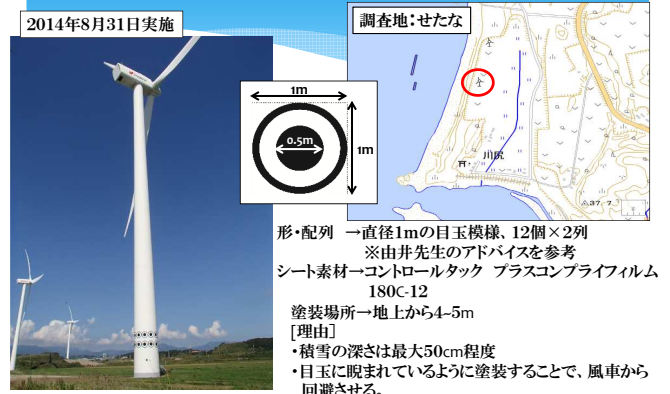 2014年8月31日実施
調査地:せたな
1m
0.5m
1m
川尻
37.7
形・配列 →直径1mの目玉模様、12個×2列
※由井先生のアドバイスを参考
シート素材→コントロールタック プラスコンプライフィルム
180C-12
塗装場所→地上から4~5m
[理由]
・積雪の深さは最大50cm程度
・目玉に睨まれているように塗装することで、風車から
回避させる。